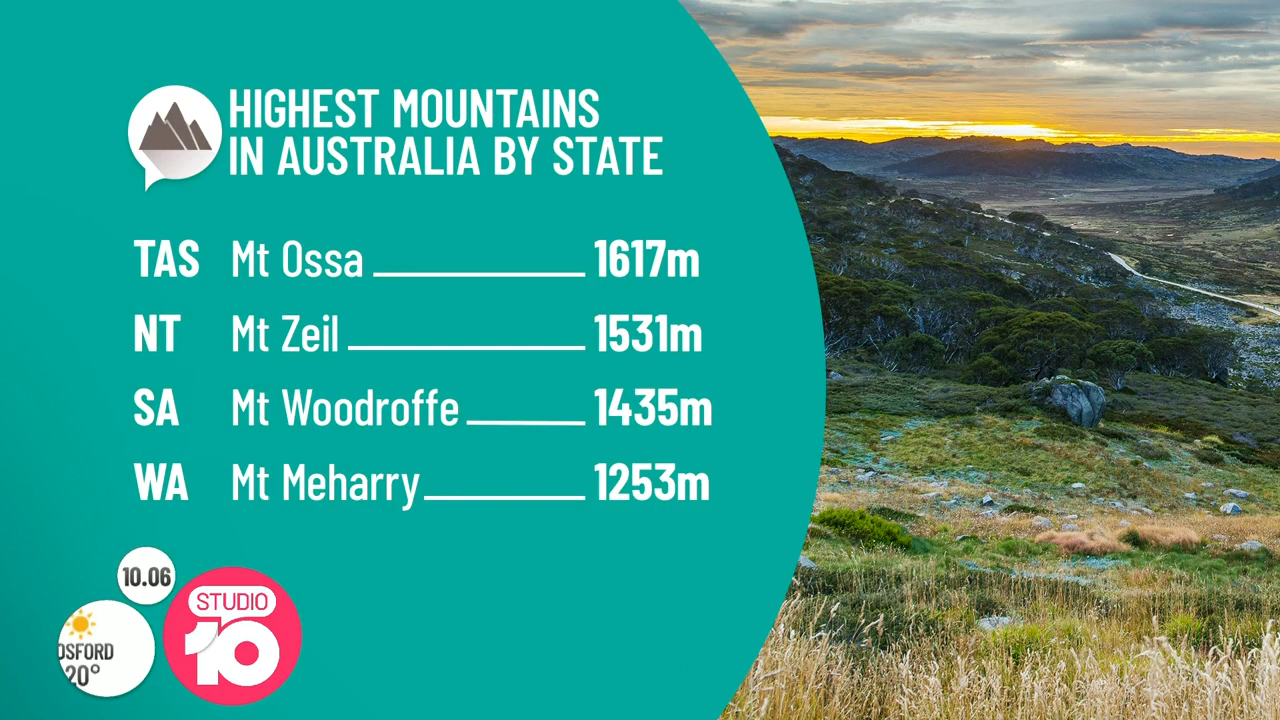 HIGHEST MOUNTAINS
IN AUSTRALIA BY STATE
TAS Mt Ossa 1617m
NT Mt Zeil 1531m
SA Mt Woodroffe 1435m
WA Mt Meharry 1253m
10.06
STUDIO
10
OSFORD
20°